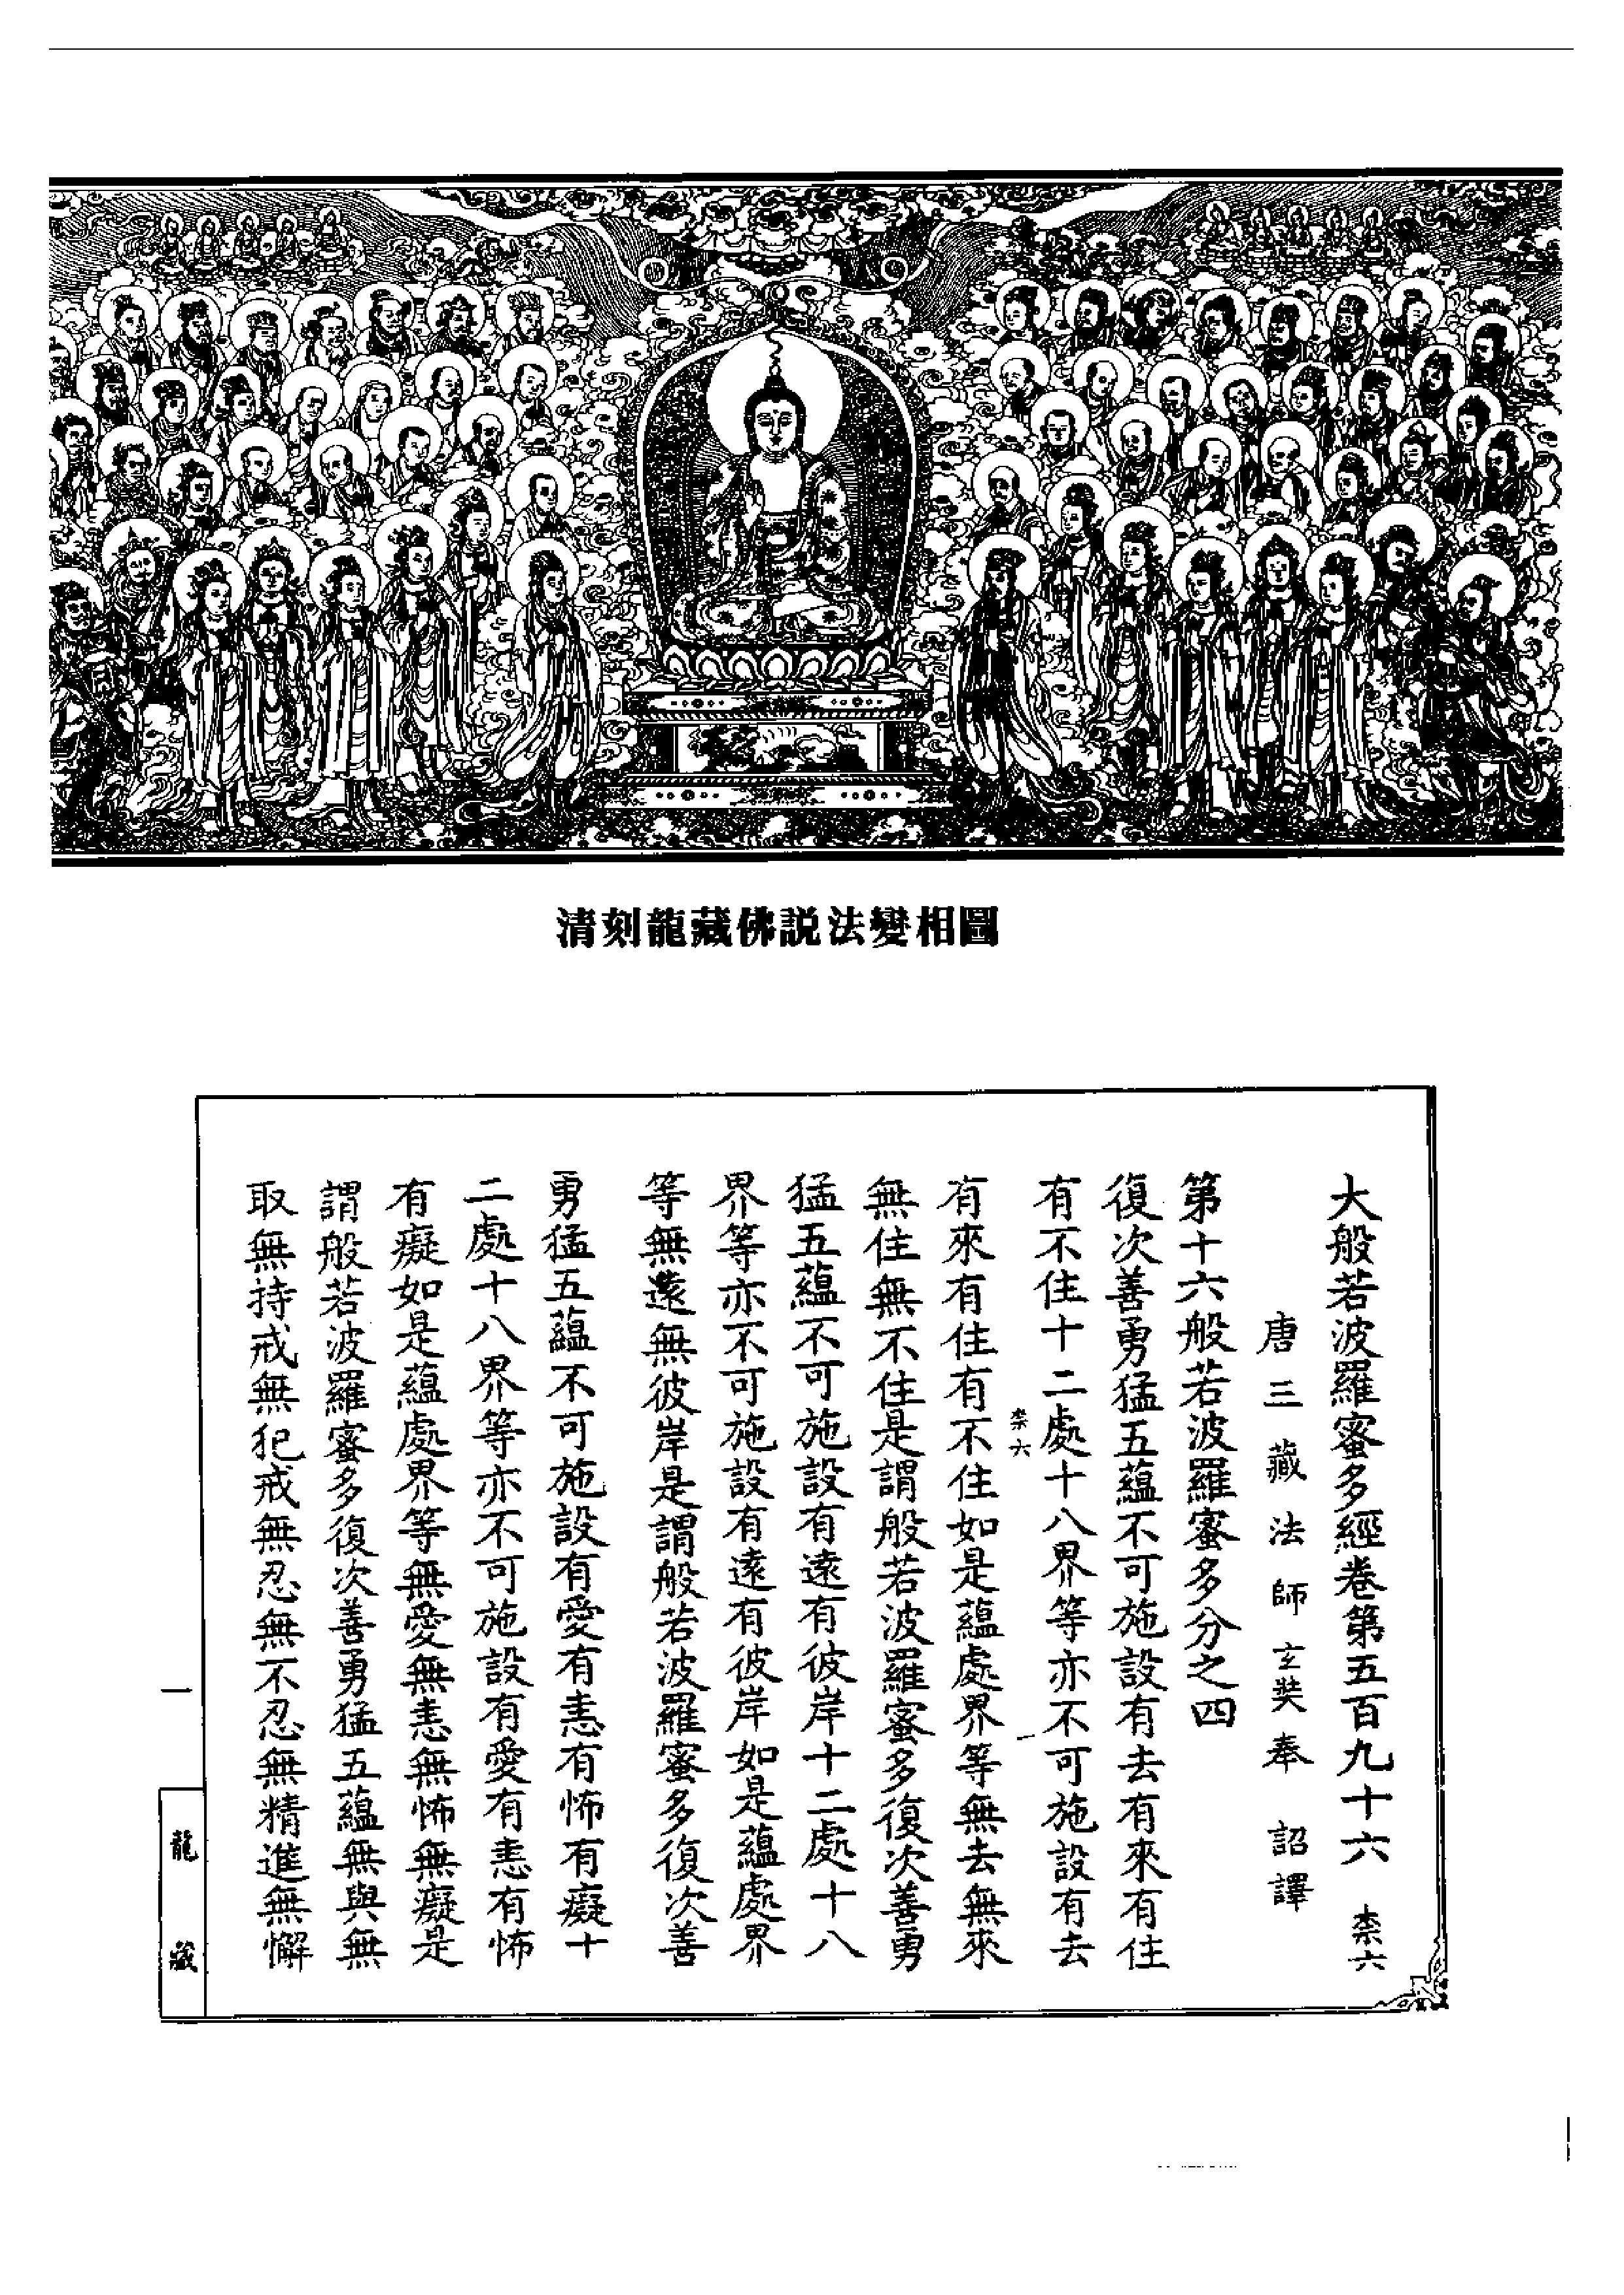 清刻龍藏佛説法變相圖
大般若波羅蜜多經卷第五百九十六 柰六
唐三藏法師玄奘奉 詔譯
第十六般若波羅蜜多分之四
復次善勇猛五蘊不可施設有去有來有住
有不住十二處十八界等亦不可施設有去
柰六 一
有來有住有不住如是蘊處界等無去無來
無住無不住是謂般若波羅蜜多復次善勇
猛五蘊不可施設有遠有彼岸十二處十八
界等亦不可施設有遠有彼岸如是蘊處界
等無遠無彼岸是謂般若波羅蜜多復次善
勇猛五蘊不可施設有愛有恚有怖有癡十
二處十八界等亦不可施設有愛有恚有怖
有癡如是蘊處界等無愛無恚無怖無癡是
謂般若波羅蜜多復次善勇猛五蘊無與無
取無持戒無犯戒無忍無不忍無精進無懈
一
龍藏